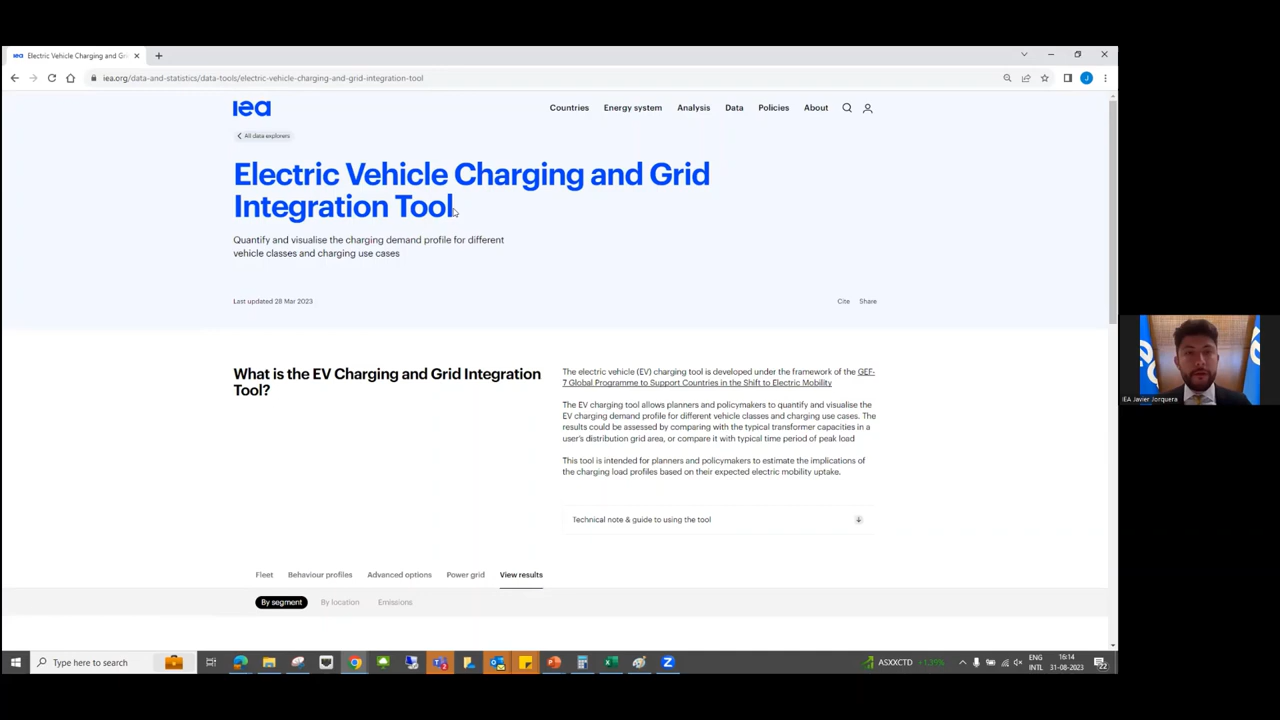 Electric Vehicle Charging and Gri
iea.org/data-and-statistics/data-tools/electric-vehicle-charging-and-grid-integration-tool
J
iea
Countries Energy system Analysis Data Policies About
All data explorers
Electric Vehicle Charging and Grid
Integration Tool
Quantify and visualise the charging demand profile for different
vehicle classes and charging use cases
Last updated 28 Mar 2023
Cite Share
What is the EV Charging and Grid Integration
Tool?
The electric vehicle (EV) charging tool is developed under the framework of the GEF-
7 Global Programme to Support Countries in the Shift to Electric Mobility
The EV charging tool allows planners and policymakers to quantify and visualise the
EV charging demand profile for different vehicle classes and charging use cases. The
results could be assessed by comparing with the typical transformer capacities in a
user's distribution grid area, or compare it with typical time period of peak load
This tool is intended for planners and policymakers to estimate the implications of
the charging load profiles based on their expected electric mobility uptake.
Technical note & guide to using the tool
Fleet Behaviour profiles Advanced options Power grid View results
By segment By location Emissions
IEA Javier Jorquera
Type here to search
ASXXCTD +1.31%
ENG
INTL
16:14
31-08-2023
22